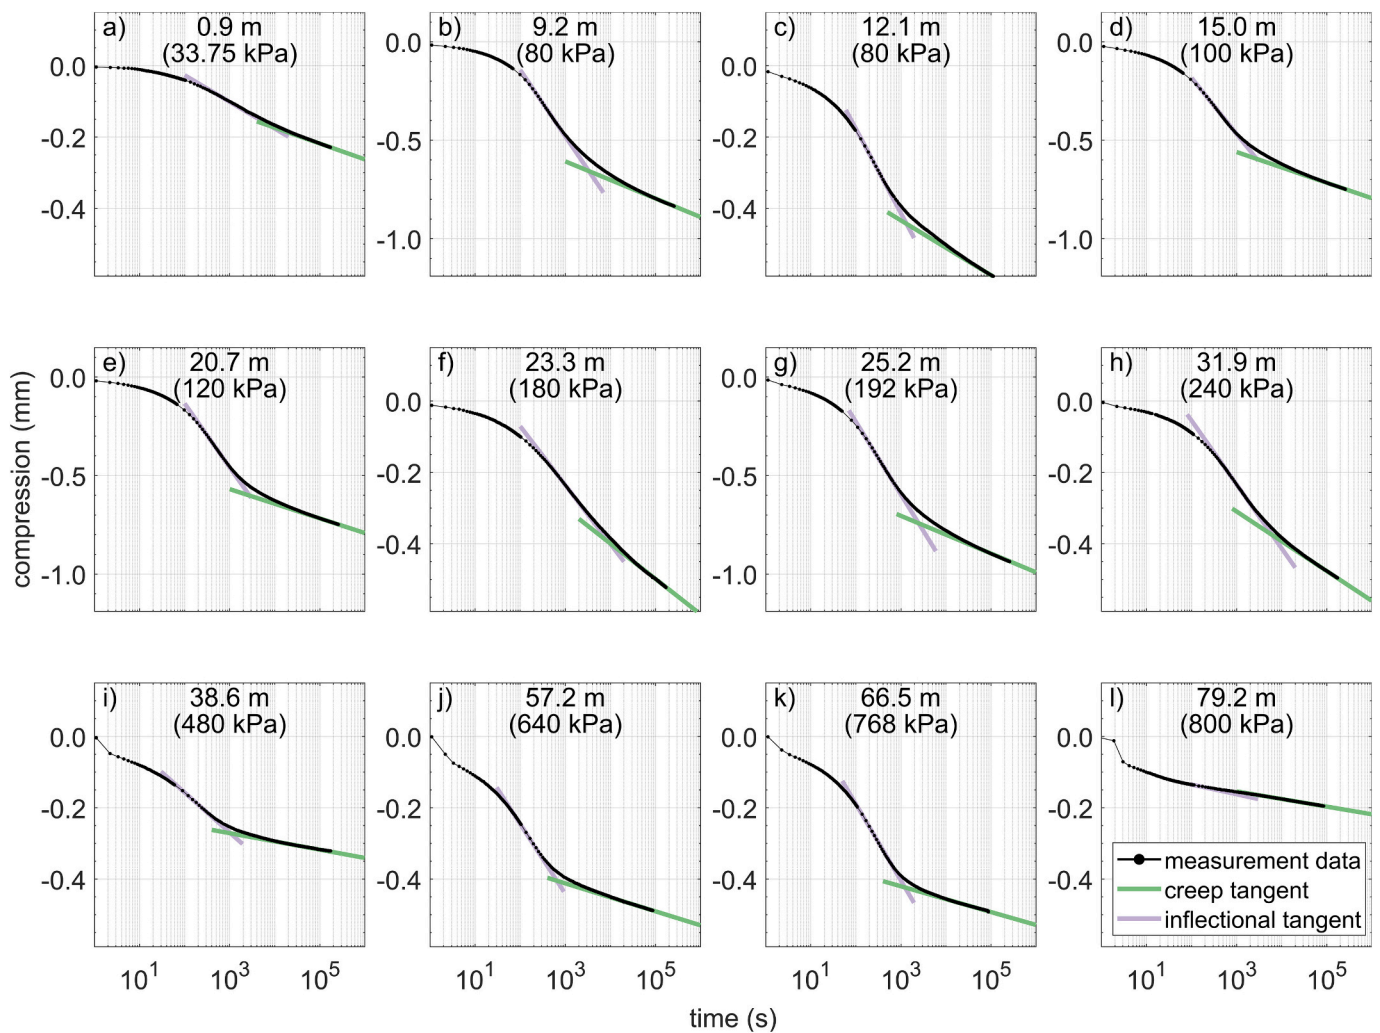 a) 0.9 m
(33.75 kPa)
0.0
-0.2
-0.4
b) 9.2 m
(80 kPa)
0.0
-0.5
-1.0
c) 12.1 m
(80 kPa)
0.0
-0.2
-0.4
d) 15.0 m
(100 kPa)
0.0
-0.5
-1.0
e) 20.7 m
(120 kPa)
0.0
-0.5
-1.0
f) 23.3 m
(180 kPa)
0.0
-0.2
-0.4
g) 25.2 m
(192 kPa)
0.0
-0.5
-1.0
h) 31.9 m
(240 kPa)
0.0
-0.2
-0.4
compression (mm)
i) 38.6 m
(480 kPa)
0.0
-0.2
-0.4
10¹ 10³ 10⁵
j) 57.2 m
(640 kPa)
0.0
-0.2
-0.4
10¹ 10³ 10⁵
k) 66.5 m
(768 kPa)
0.0
-0.2
-0.4
10¹ 10³ 10⁵
l) 79.2 m
(800 kPa)
0.0
-0.2
-0.4
measurement data
creep tangent
inflectional tangent
10¹ 10³ 10⁵
time (s)